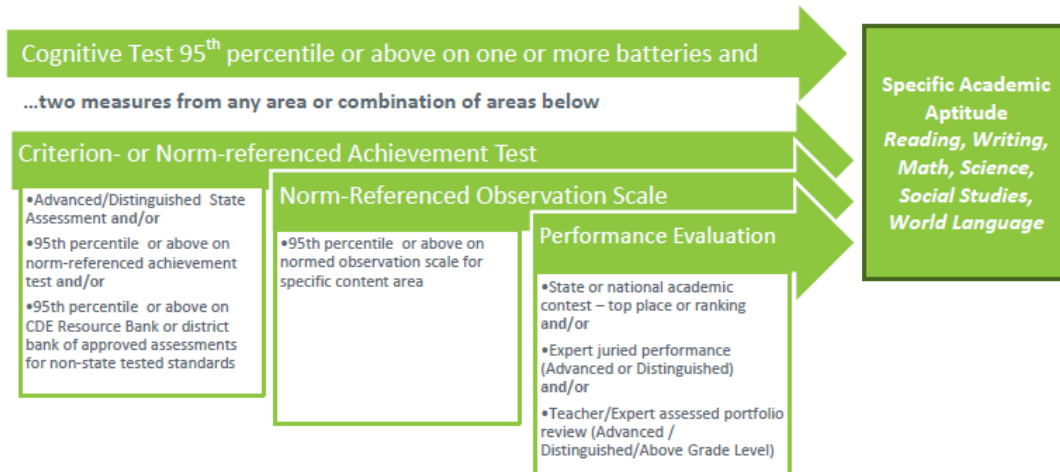 Cognitive Test 95th percentile or above on one or more batteries and
...two measures from any area or combination of areas below
Criterion- or Norm-referenced Achievement Test
•Advanced/Distinguished State
Assessment and/or
•95th percentile or above on
norm-referenced achievement
test and/or
•95th percentile or above on
CDE Resource Bank or district
bank of approved assessments
for non-state tested standards
Norm-Referenced Observation Scale
•95th percentile or above on
normed observation scale for
specific content area
Performance Evaluation
•State or national academic
contest – top place or ranking
and/or
•Expert juried performance
(Advanced or Distinguished)
and/or
•Teacher/Expert assessed portfolio
review (Advanced /
Distinguished/Above Grade Level)
Specific Academic
Aptitude
Reading, Writing,
Math, Science,
Social Studies,
World Language